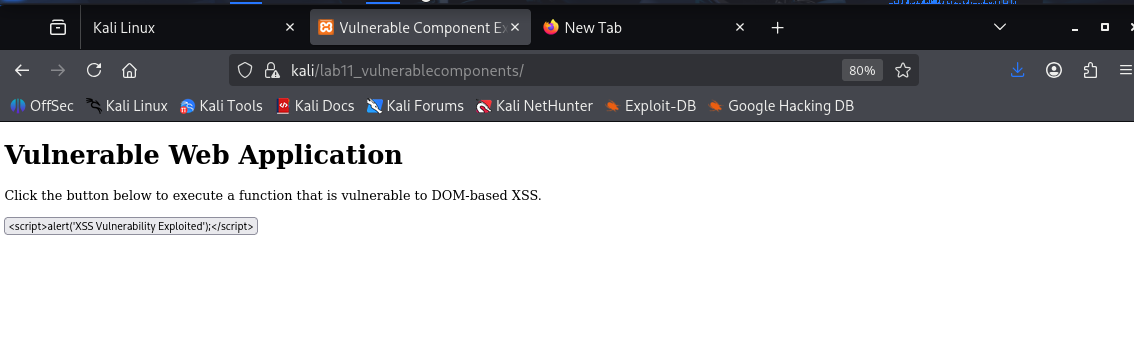 Kali Linux
Vulnerable Component Ex
New Tab
kali/lab11_vulnerablecomponents/
80%
OffSec Kali Linux Kali Tools Kali Docs Kali Forums Kali NetHunter Exploit-DB Google Hacking DB
Vulnerable Web Application
Click the button below to execute a function that is vulnerable to DOM-based XSS.
<script>alert('XSS Vulnerability Exploited');</script>